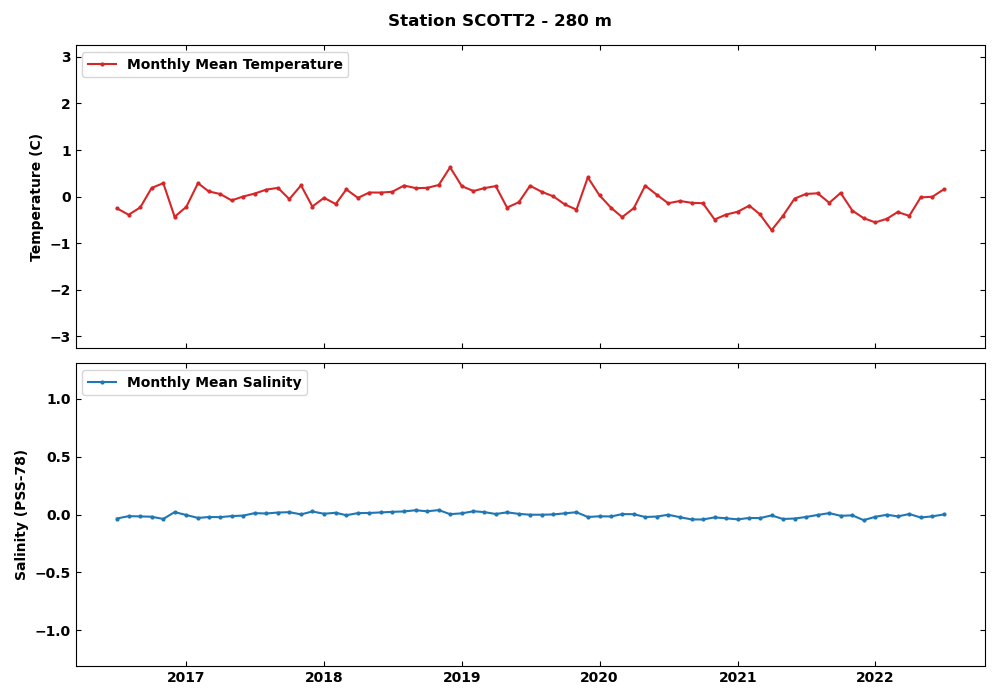 Station SCOTT2 - 280 m
Monthly Mean Temperature
Temperature (C)
3
2
1
0
−1
−2
−3
Monthly Mean Salinity
Salinity (PSS-78)
1.0
0.5
0.0
−0.5
−1.0
2017 2018 2019 2020 2021 2022